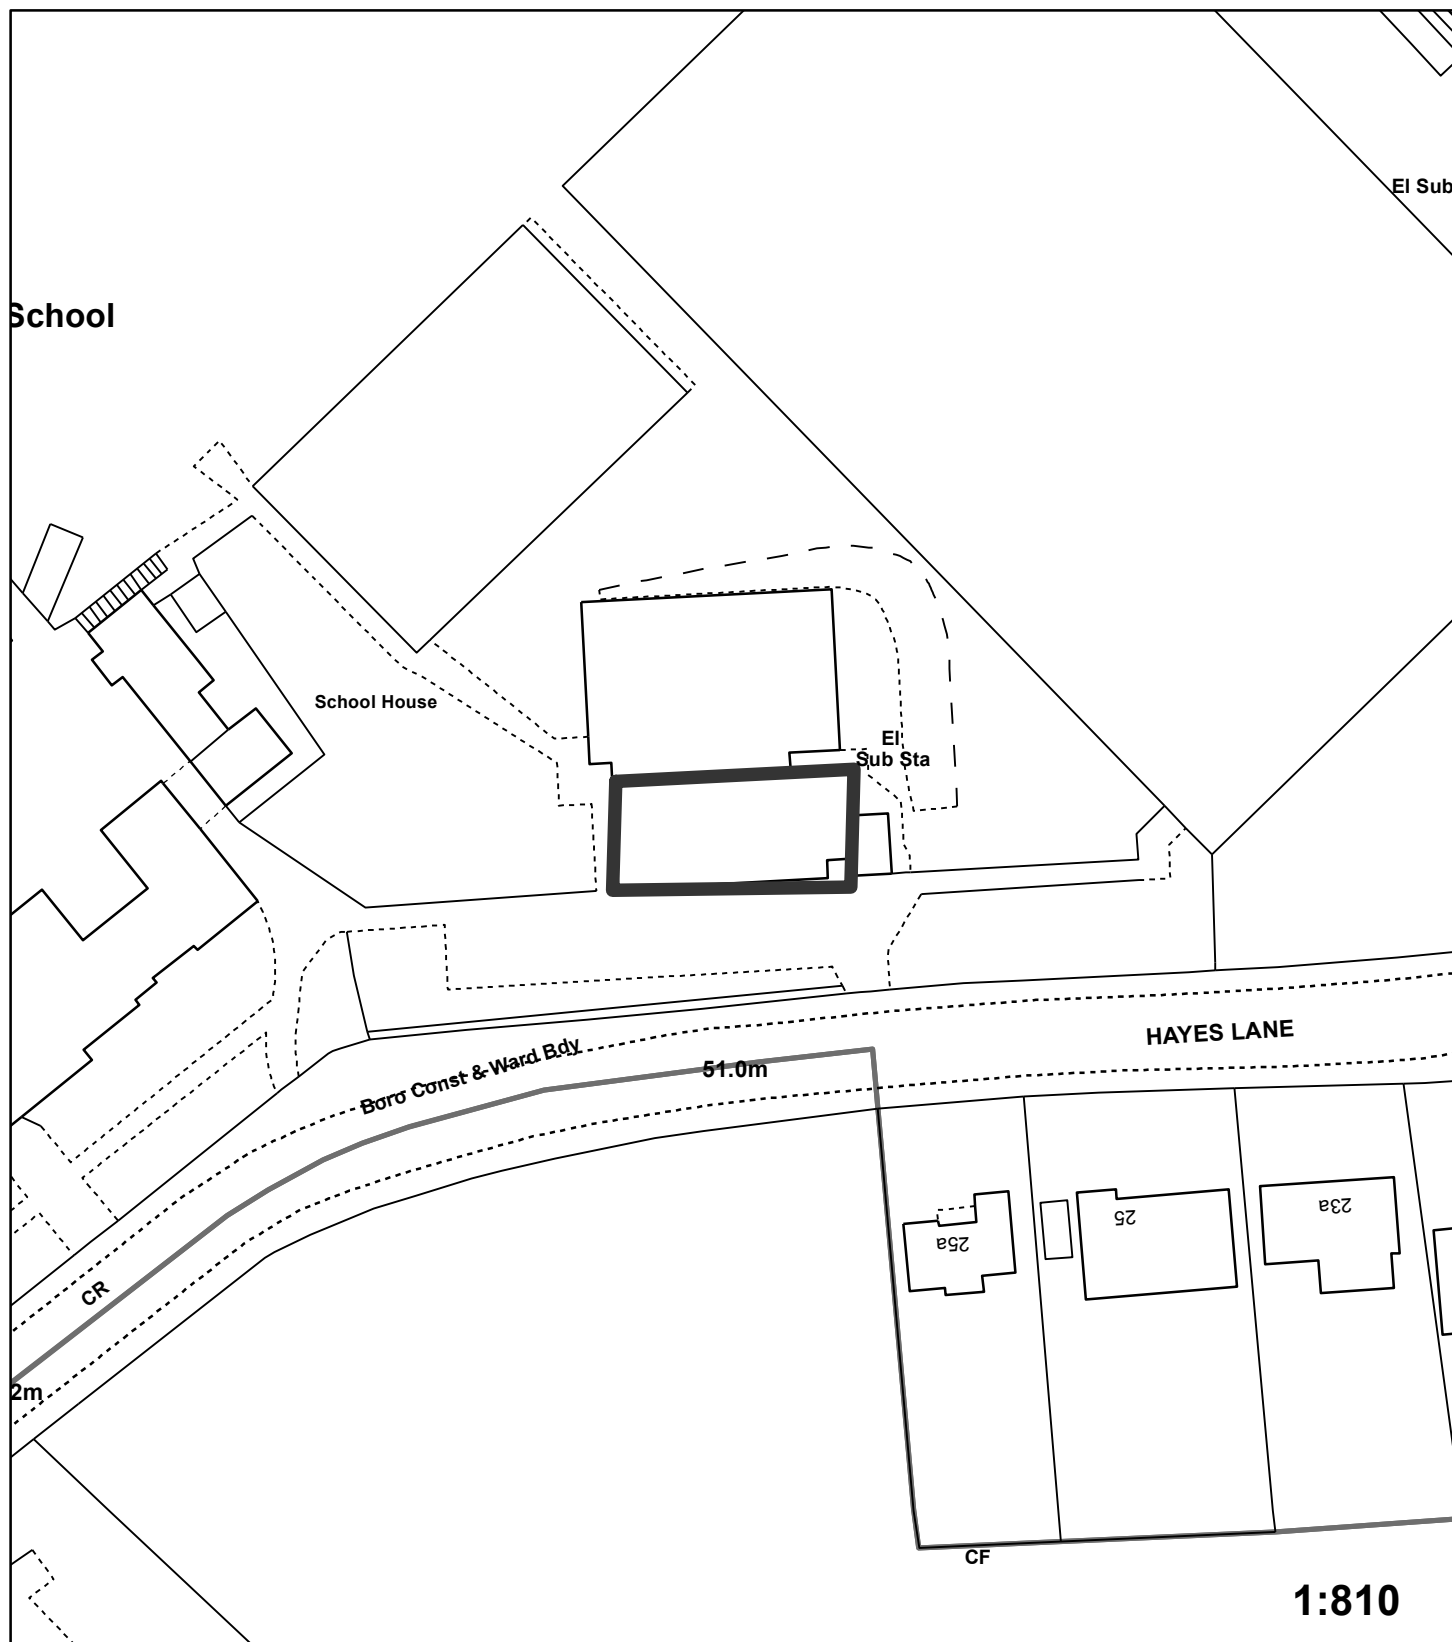 El Sub
School
School House
El
Sub Sta
HAYES LANE
Boro Const & Ward Bdy
51.0m
23a
25
25a
CR
2m
CF
1:810